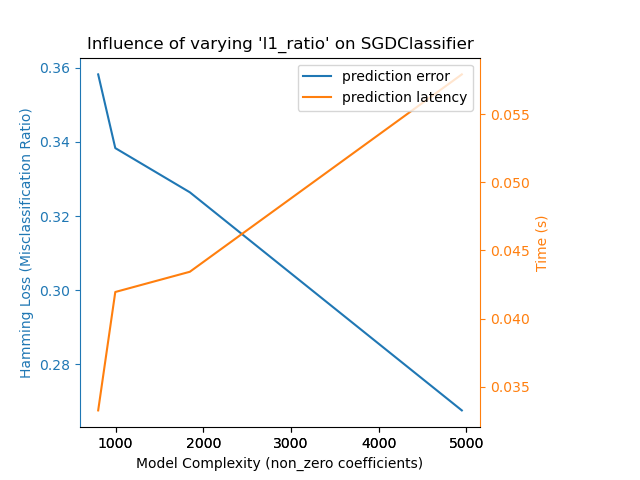 Influence of varying 'l1_ratio' on SGDClassifier
prediction error
prediction latency
Hamming Loss (Misclassification Ratio)
0.36
0.34
0.32
0.30
0.28
0.055
0.050
0.045
0.040
0.035
Time (s)
1000 2000 3000 4000 5000
Model Complexity (non_zero coefficients)